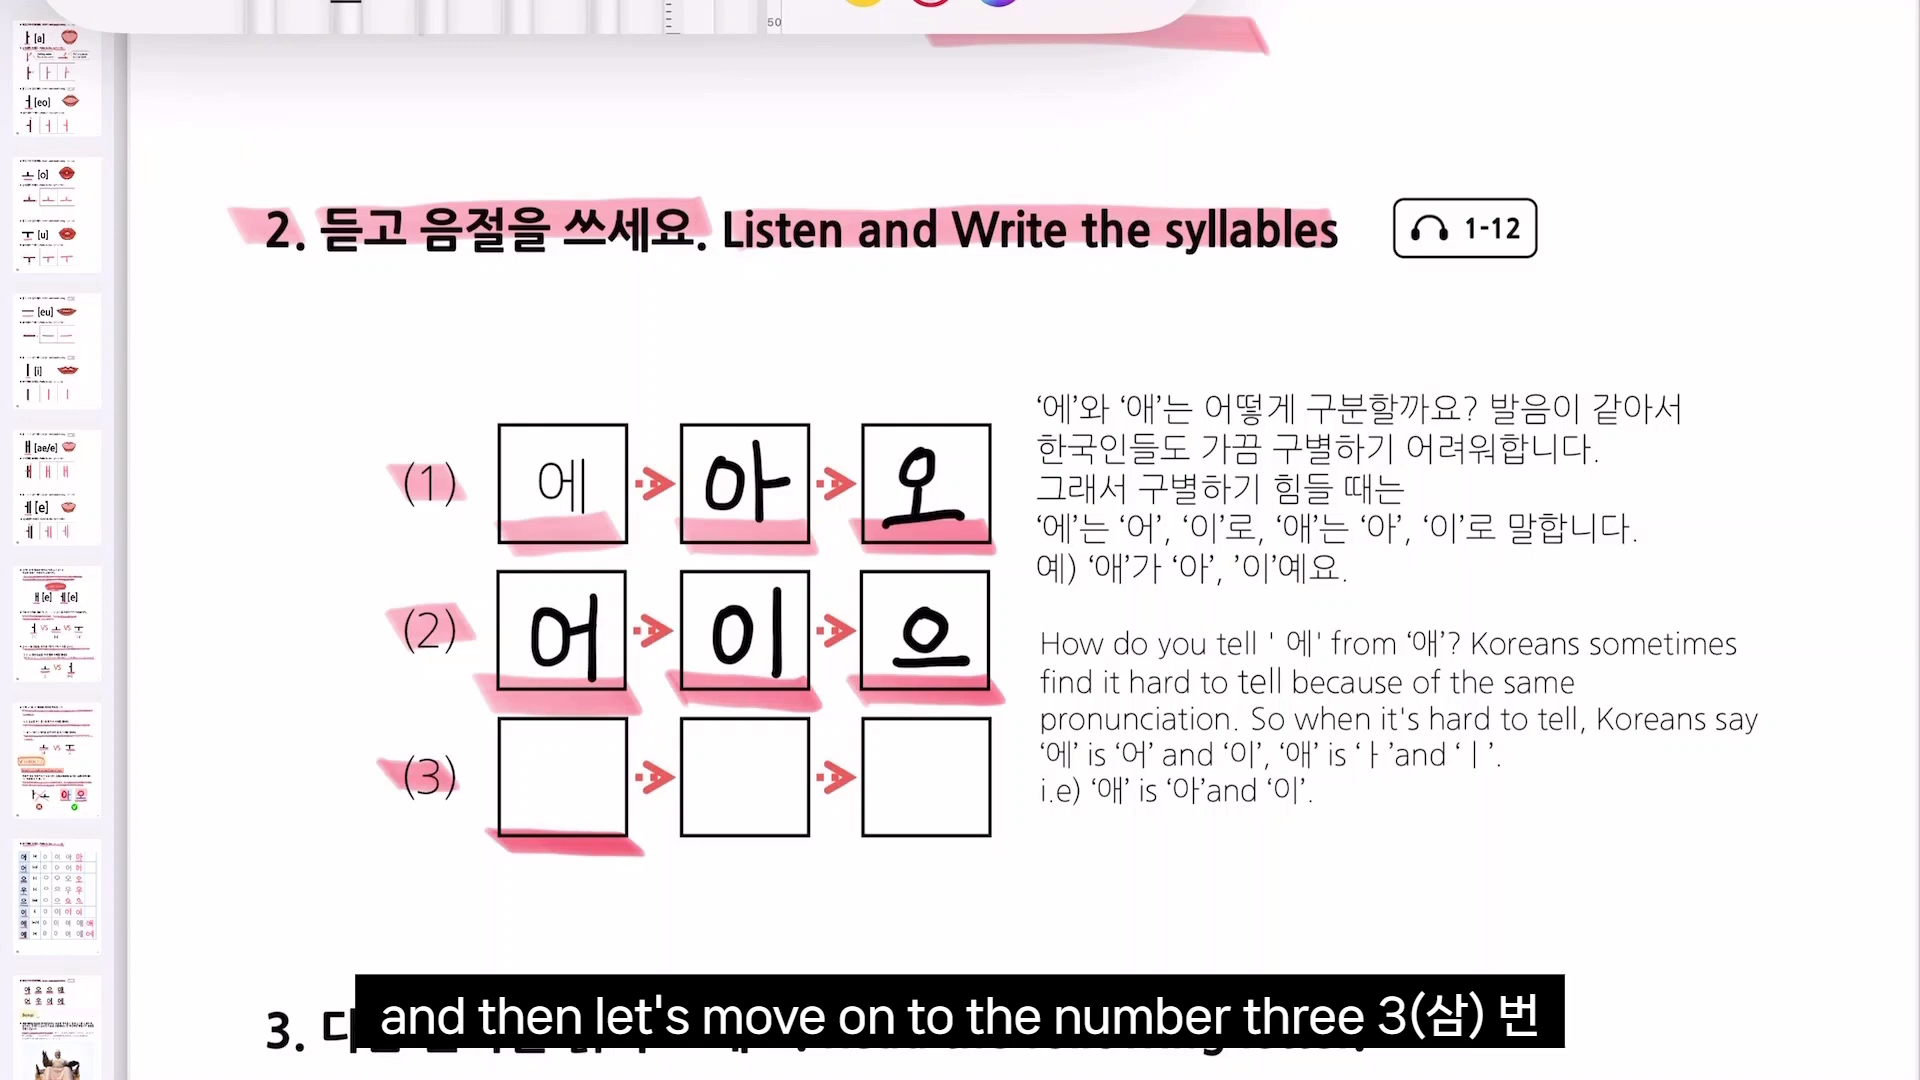 50
ㅏ [a]
ㅓ [eo]
ㅗ [o]
ㅜ [u]
ㅡ [eu]
ㅣ [i]
ㅐ [ae/e]
ㅔ [e]
ㅐ [e] ㅔ [e]
ㅓ VS ㅗ VS ㅜ
2. 듣고 음절을 쓰세요. Listen and Write the syllables
1-12
(1) 에 아 오
(2) 어 이 으
(3)
‘에’와 ‘애’는 어떻게 구분할까요? 발음이 같아서
한국인들도 가끔 구별하기 어려워합니다.
그래서 구별하기 힘들 때는
‘에’는 ‘어’, ‘이’로, ‘애’는 ‘아’, ‘이’로 말합니다.
예) ‘애’가 ‘아’, ’이’예요.
How do you tell ' 에' from ‘애’? Koreans sometimes
find it hard to tell because of the same
pronunciation. So when it's hard to tell, Koreans say
‘에’ is ‘어’ and ‘이’, ‘애’ is ‘ㅏ’and ‘ㅣ’.
i.e) ‘애’ is ‘아’and ‘이’.
3.
and then let's move on to the number three 3(삼) 번